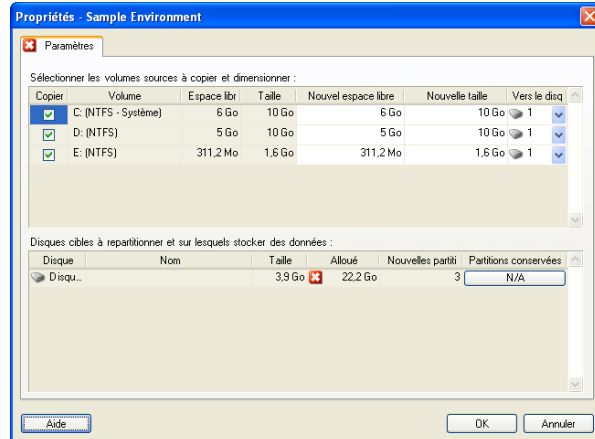 Propriétés - Sample Environment
Paramètres
Sélectionner les volumes sources à copier et dimensionner :
Copier Volume Espace libr Taille Nouvel espace libre Nouvelle taille Vers le disq
C: (NTFS - Système) 6 Go 10 Go 6 Go 10 Go 1
D: (NTFS) 5 Go 10 Go 5 Go 10 Go 1
E: (NTFS) 311,2 Mo 1,6 Go 311,2 Mo 1,6 Go 1
Disques cibles à repartitionner et sur lesquels stocker des données :
Disque Nom Taille Alloué Nouvelles partiti Partitions conservées
Disqu... 3,9 Go 22,2 Go 3 N/A
Aide OK Annuler